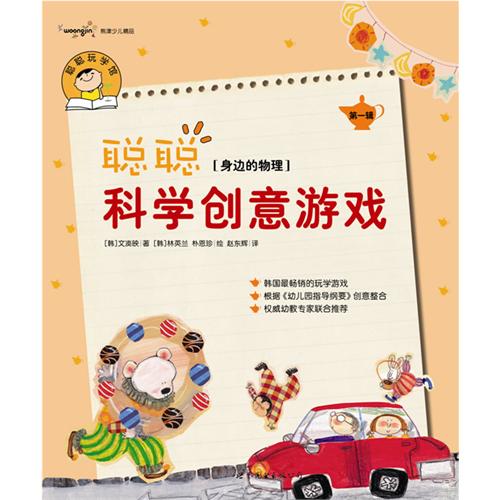 woongjin 熊津少儿精品
聪聪玩学馆
第一辑
聪聪
[身边的物理]
科学创意游戏
[韩]文奭映 著 [韩]林英兰 朴恩珍 绘 赵东辉 译
韩国最畅销的玩学游戏
根据《幼儿园指导纲要》创意整合
权威幼教专家联合推荐